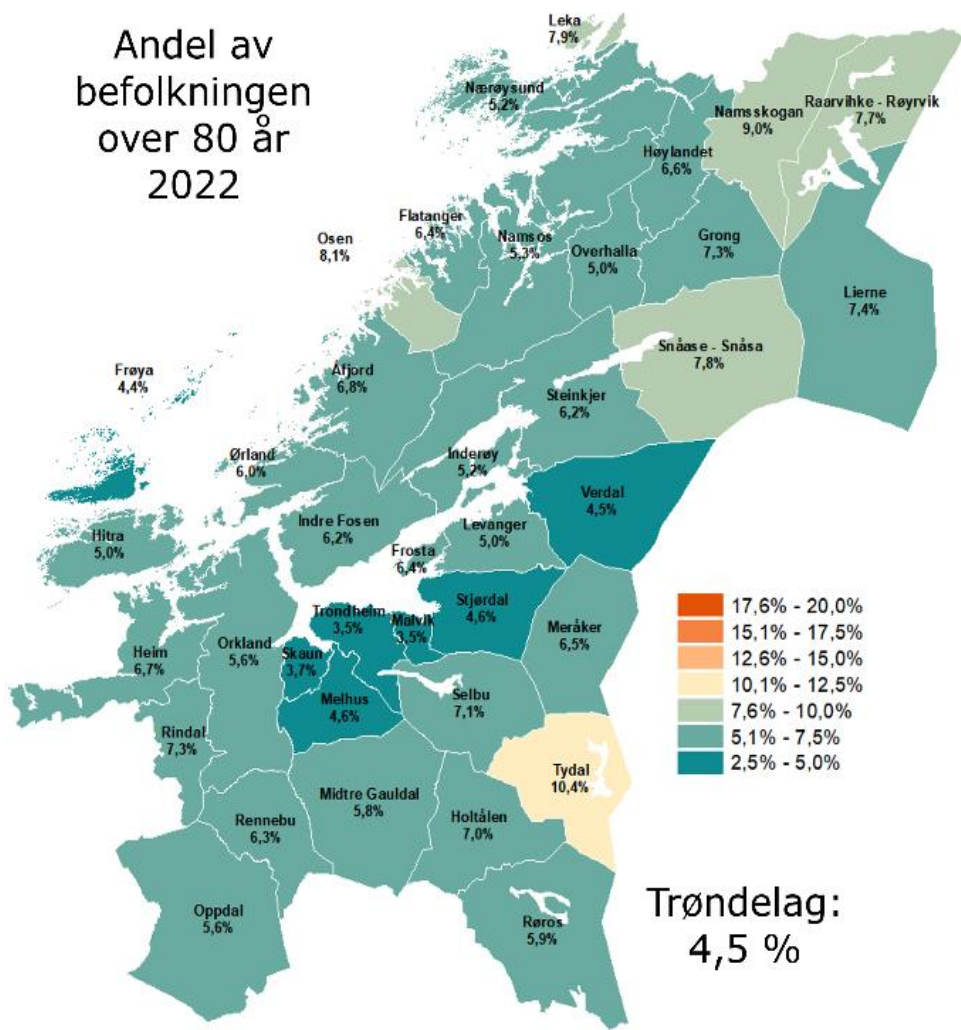 Andel av
befolkningen
over 80 år
2022
Leka
7,9%
Nærøysund
5,2%
Namsskogan
9,0%
Raarvihke - Røyrvik
7,7%
Høylandet
6,6%
Flatanger
6,4%
Osen
8,1%
Namsos
5,3%
Overhalla
5,0%
Grong
7,3%
Lierne
7,4%
Snåase - Snåsa
7,8%
Frøya
4,4%
Åfjord
6,8%
Steinkjer
6,2%
Ørland
6,0%
Inderøy
5,2%
Verdal
4,5%
Indre Fosen
6,2%
Levanger
5,0%
Hitra
5,0%
Frosta
6,4%
Stjørdal
4,6%
Trondheim
3,5%
Malvik
3,5%
Meråker
6,5%
Heim
6,7%
Orkland
5,6%
Skaun
3,7%
Melhus
4,6%
Selbu
7,1%
Rindal
7,3%
Tydal
10,4%
Midtre Gauldal
5,8%
Rennebu
6,3%
Holtålen
7,0%
Oppdal
5,6%
Røros
5,9%
17,6% - 20,0%
15,1% - 17,5%
12,6% - 15,0%
10,1% - 12,5%
7,6% - 10,0%
5,1% - 7,5%
2,5% - 5,0%
Trøndelag:
4,5 %